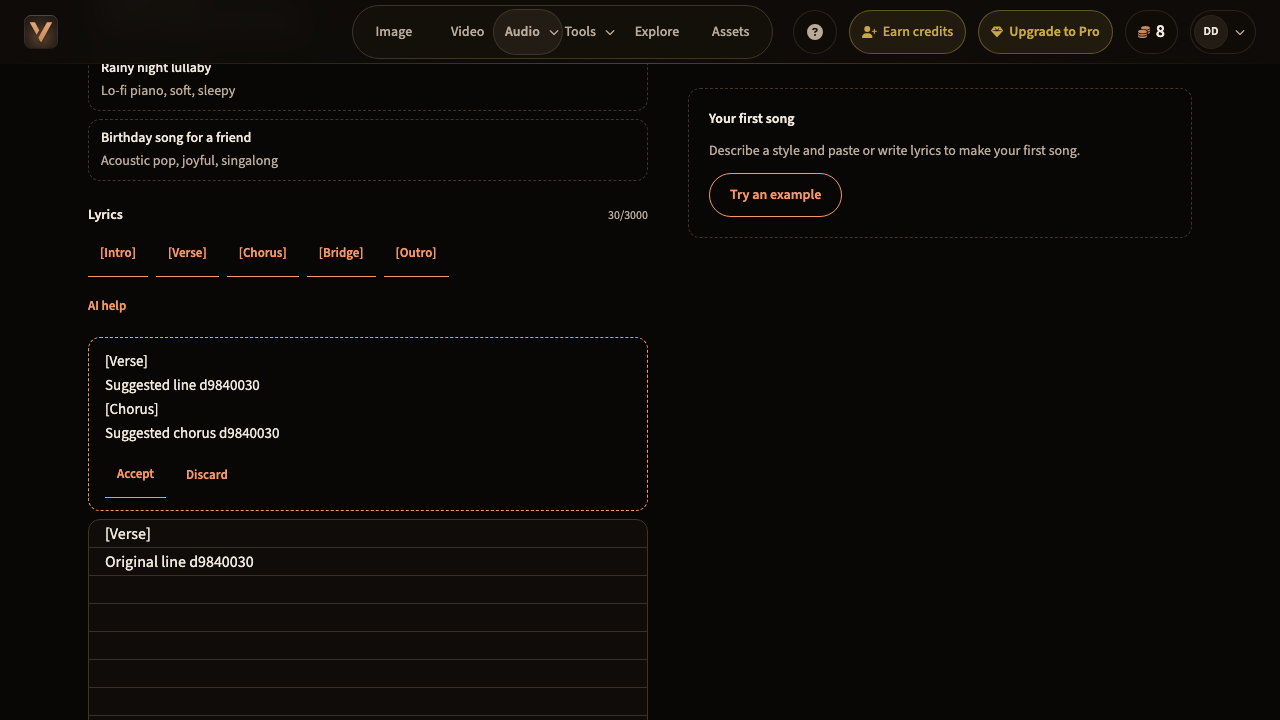 Image
Video
Audio
Tools
Explore
Assets
?
Earn credits
Upgrade to Pro
8
DD
Rainy night lullaby
Lo-fi piano, soft, sleepy
Birthday song for a friend
Acoustic pop, joyful, singalong
Lyrics
30/3000
[Intro]
[Verse]
[Chorus]
[Bridge]
[Outro]
AI help
[Verse]
Suggested line d9840030
[Chorus]
Suggested chorus d9840030
Accept
Discard
[Verse]
Original line d9840030
Your first song
Describe a style and paste or write lyrics to make your first song.
Try an example